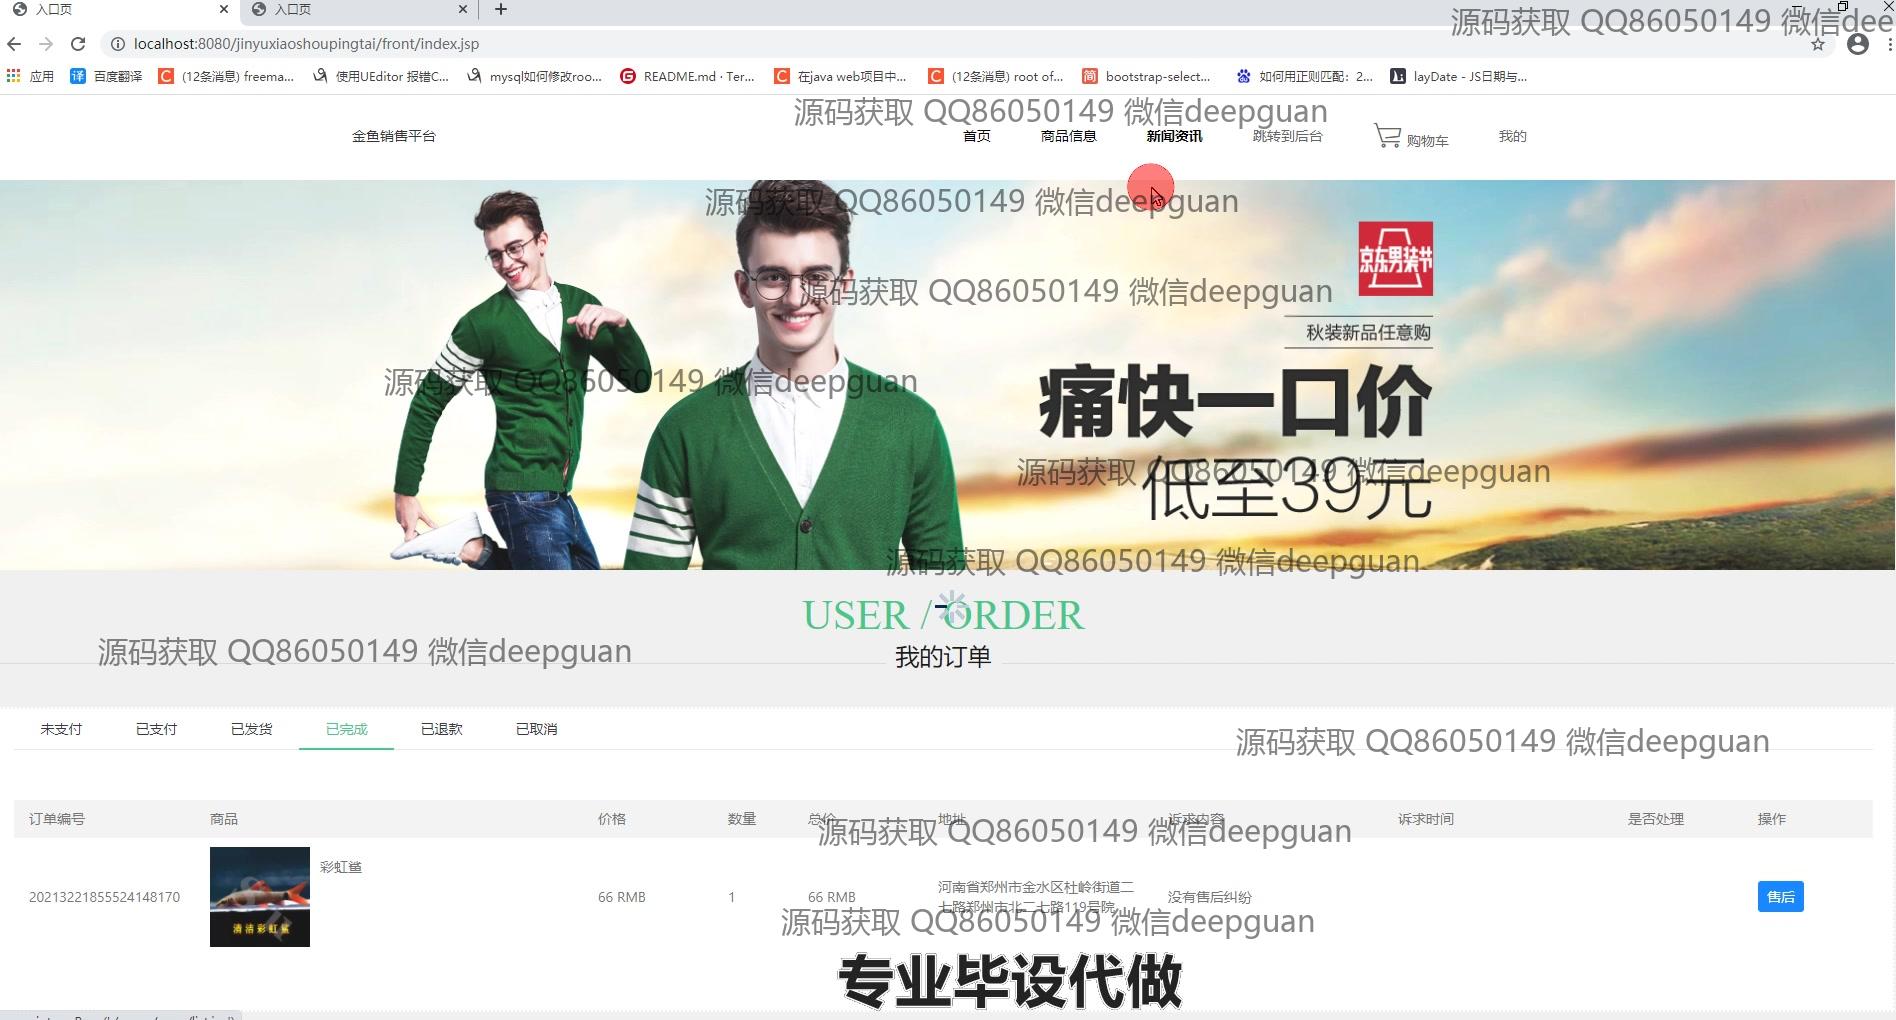 入口页
入口页
源码获取 QQ86050149 微信dee
localhost:8080/jinyuxiaoshoupingtai/front/index.jsp
应用 百度翻译 (12条消息) freema... 使用UEditor 报错C... mysql如何修改roo... README.md · Ter... 在java web项目中... (12条消息) root of... bootstrap-select... 如何用正则匹配：2... layDate - JS日期与...
源码获取 QQ86050149 微信deepguan
金鱼销售平台 首页 商品信息 新闻资讯 跳转到后台 购物车 我的
源码获取 QQ86050149 微信deepguan
京东男装节
源码获取 QQ86050149 微信deepguan
秋装新品任意购
源码获取 QQ86050149 微信deepguan
痛快一口价
源码获取 QQ86050149 微信deepguan
低至39元
源码获取 QQ86050149 微信deepguan
USER / ORDER
源码获取 QQ86050149 微信deepguan
我的订单
未支付 已支付 已发货 已完成 已退款 已取消
源码获取 QQ86050149 微信deepguan
订单编号 商品 价格 数量 总价 地址 诉求内容 诉求时间 是否处理 操作
源码获取 QQ86050149 微信deepguan
彩虹鲨
20213221855524148170 66 RMB 1 66 RMB 河南省郑州市金水区杜岭街道二 没有售后纠纷 售后
七路郑州市北二七路119号院
源码获取 QQ86050149 微信deepguan
清洁彩虹鲨
专业毕设代做